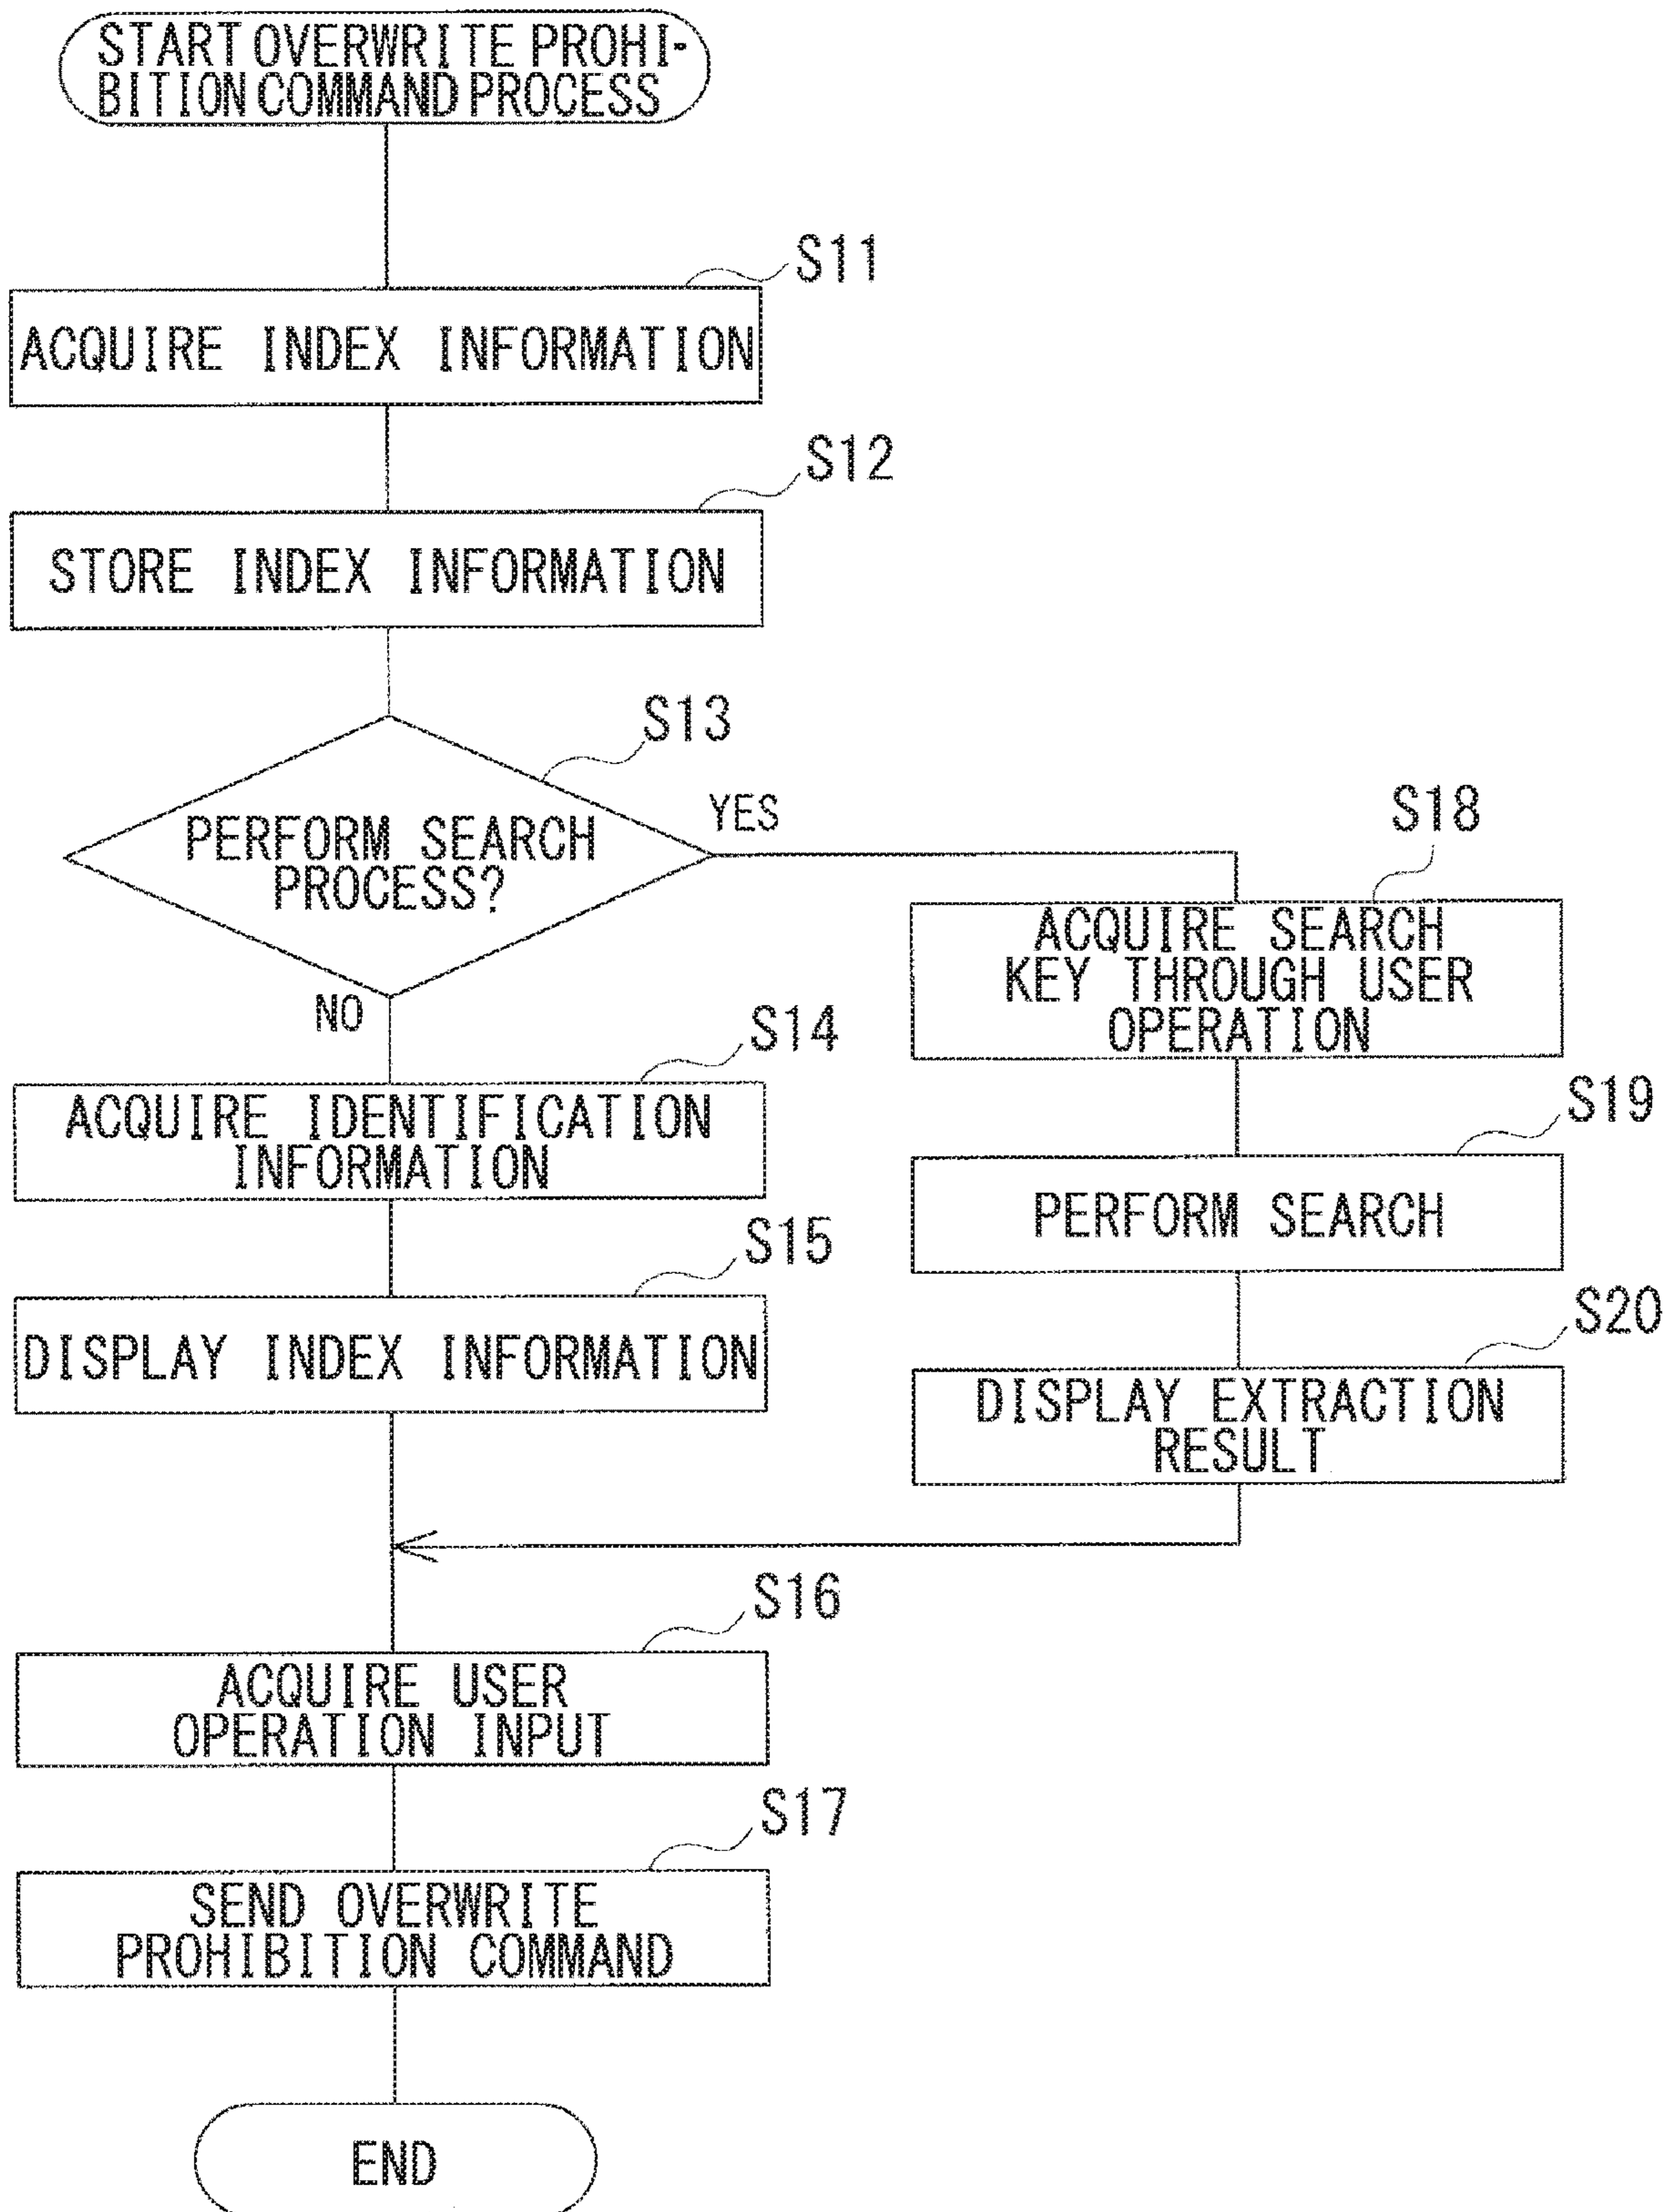 START OVERWRITE PROHI-
BITION COMMAND PROCESS
S11
ACQUIRE INDEX INFORMATION
S12
STORE INDEX INFORMATION
S13
PERFORM SEARCH
PROCESS?
YES
NO
S18
ACQUIRE SEARCH
KEY THROUGH USER
OPERATION
S14
ACQUIRE IDENTIFICATION
INFORMATION
S19
PERFORM SEARCH
S15
DISPLAY INDEX INFORMATION
S20
DISPLAY EXTRACTION
RESULT
S16
ACQUIRE USER
OPERATION INPUT
S17
SEND OVERWRITE
PROHIBITION COMMAND
END